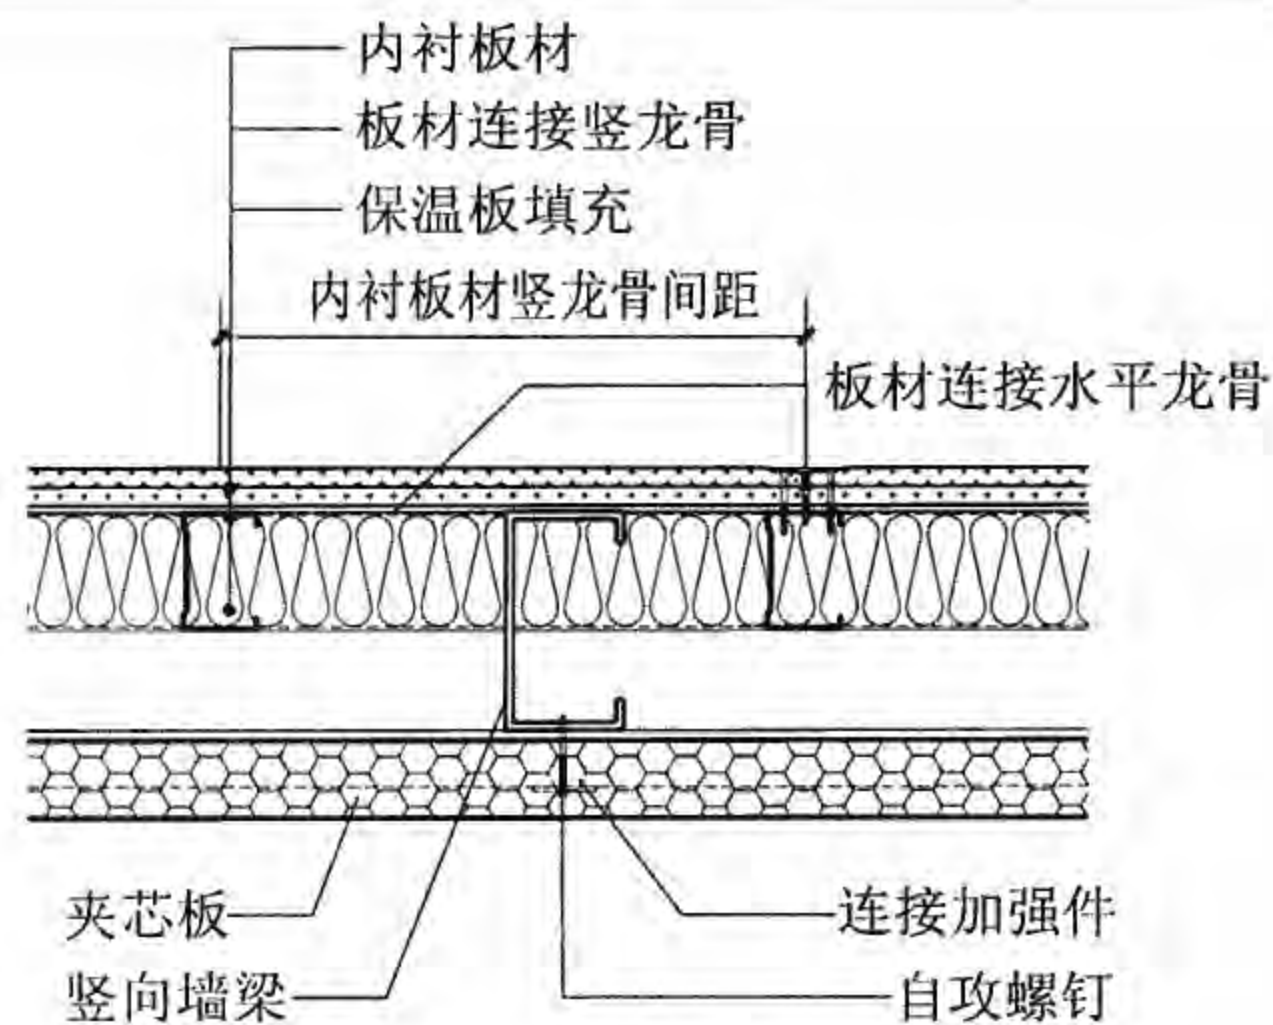 内衬板材
板材连接竖龙骨
保温板填充
内衬板材竖龙骨间距
板材连接水平龙骨
夹芯板
连接加强件
竖向墙梁
自攻螺钉